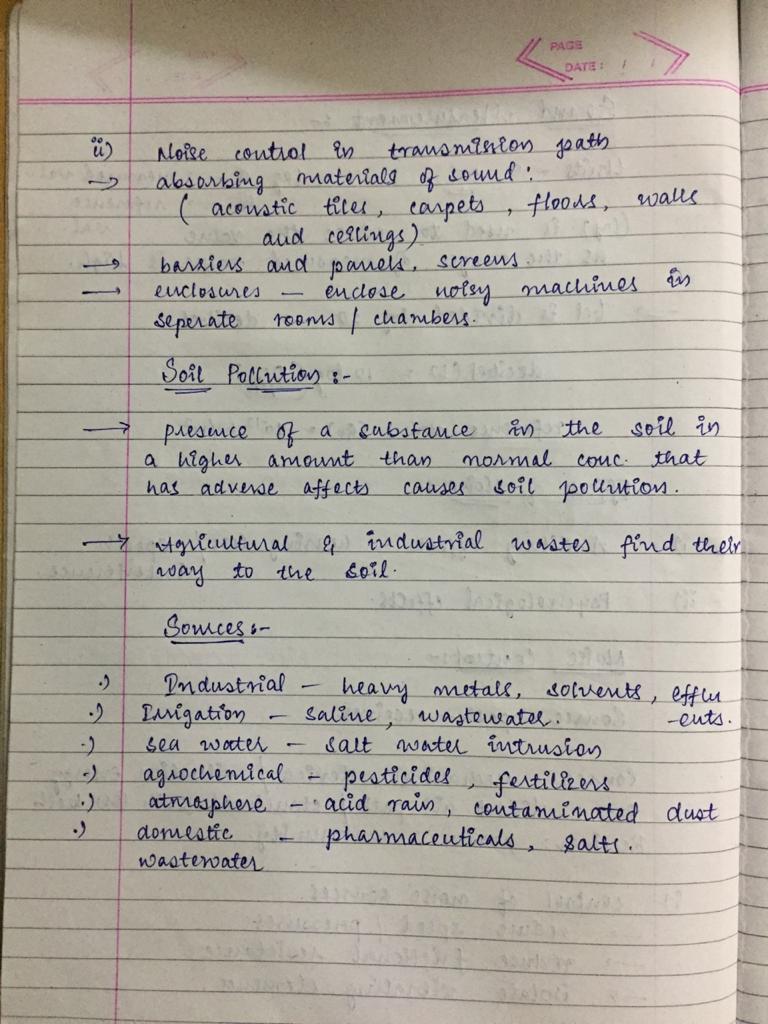 PAGE
DATE: / /
ii) Noise control in transmission path
→ absorbing materials of sound:
( acoustic tiles, carpets, floors, walls
and ceilings)
→ barriers and panels, screens
→ enclosures - enclose noisy machines in
seperate rooms / chambers.
Soil Pollution :-
→ presence of a substance in the soil in
a higher amount than normal conc. that
has adverse affects causes soil pollution.
→ Agricultural & industrial wastes find their
way to the soil.
Sources :-
•) Industrial - heavy metals, solvents, efflu
•) Irrigation - saline, wastewater. -ents.
•) sea water - salt water intrusion
•) agrochemical - pesticides, fertilizers
•) atmosphere - acid rain, contaminated dust
•) domestic - pharmaceuticals, salts.
wastewater